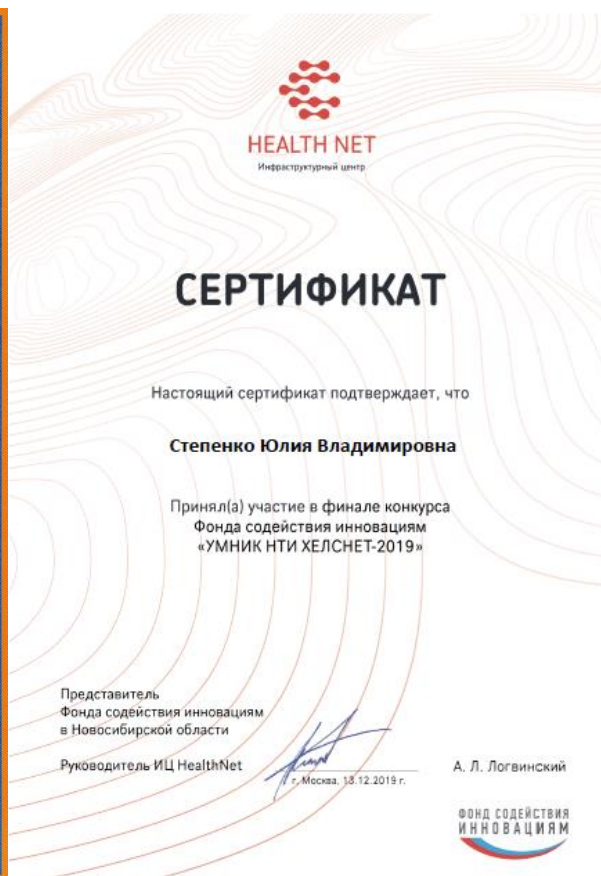 HEALTH NET
Инфраструктурный центр
СЕРТИФИКАТ
Настоящий сертификат подтверждает, что
Степенко Юлия Владимировна
Принял(а) участие в финале конкурса
Фонда содействия инновациям
«УМНИК НТИ ХЕЛСНЕТ-2019»
Представитель
Фонда содействия инновациям
в Новосибирской области
Руководитель ИЦ HealthNet
А. Л. Логвинский
г. Москва, 13.12.2019 г.
ФОНД СОДЕЙСТВИЯ
ИННОВАЦИЯМ